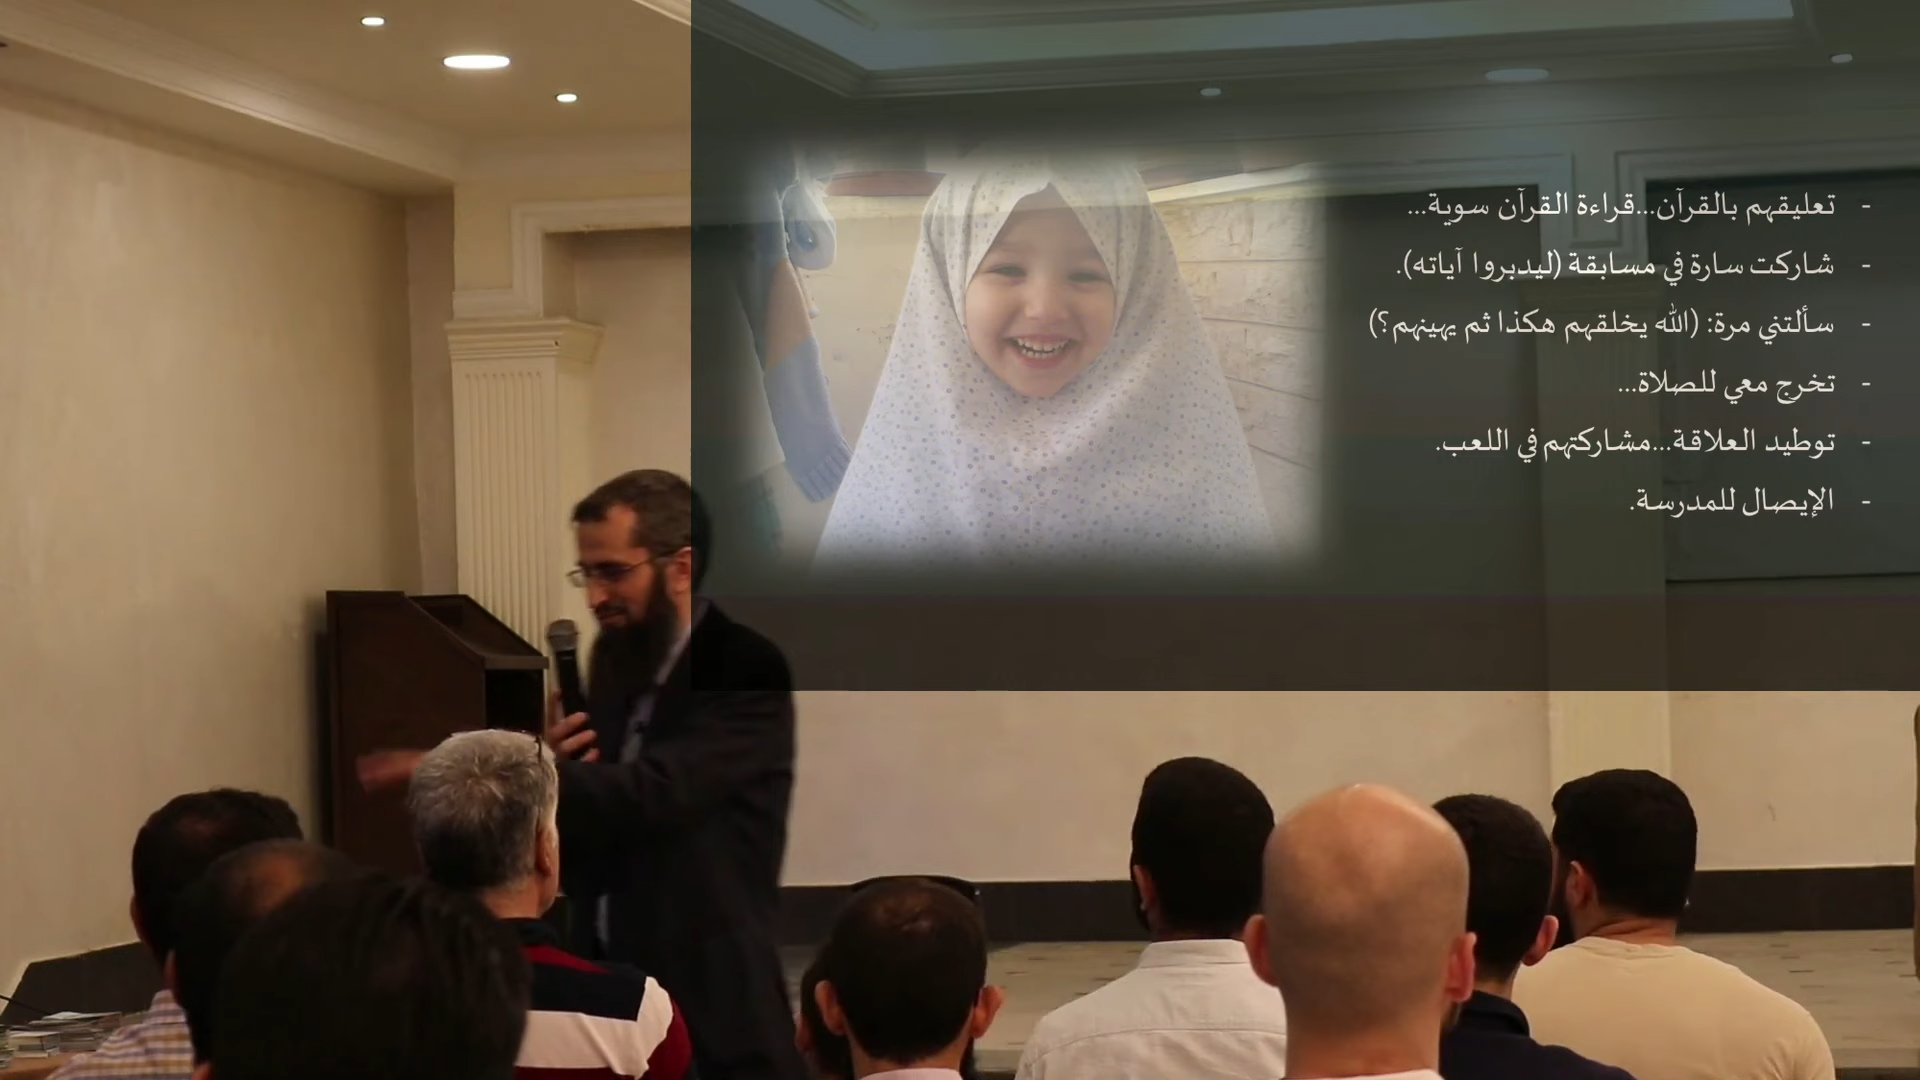 - تعليقهم بالقرآن...قراءة القرآن سوية...
- شاركت سارة في مسابقة (ليدبروا آياته).
- سألتني مرة: (الله يخلقهم هكذا ثم يهينهم؟)
- تخرج معي للصلاة...
- توطيد العلاقة...مشاركتهم في اللعب.
- الإيصال للمدرسة.